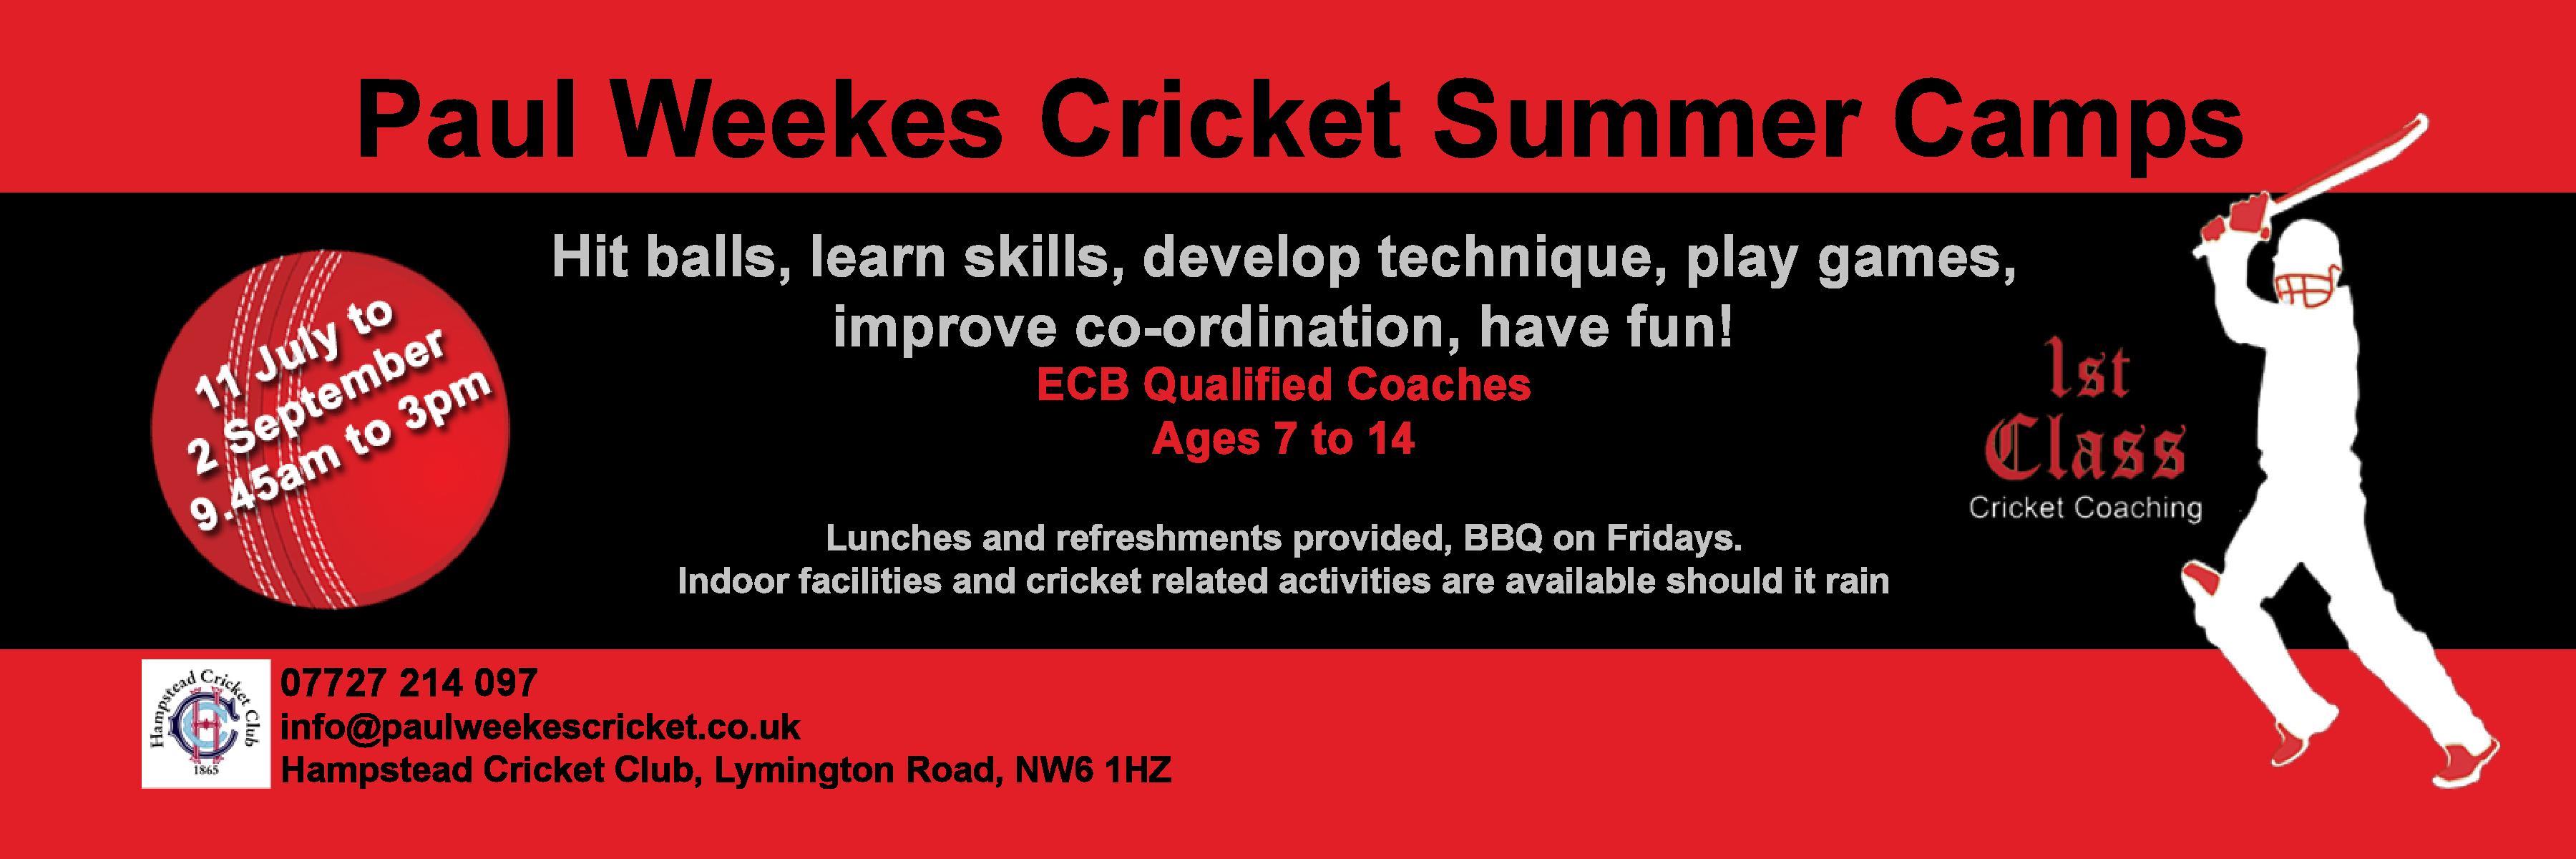 Paul Weekes Cricket Summer Camps
Hit balls, learn skills, develop technique, play games,
improve co-ordination, have fun!
ECB Qualified Coaches
Ages 7 to 14
11 July to
2 September
9.45am to 3pm
1st
Class
Cricket Coaching
Lunches and refreshments provided, BBQ on Fridays.
Indoor facilities and cricket related activities are available should it rain
Hampstead Cricket Club
1865
07727 214 097
info@paulweekescricket.co.uk
Hampstead Cricket Club, Lymington Road, NW6 1HZ